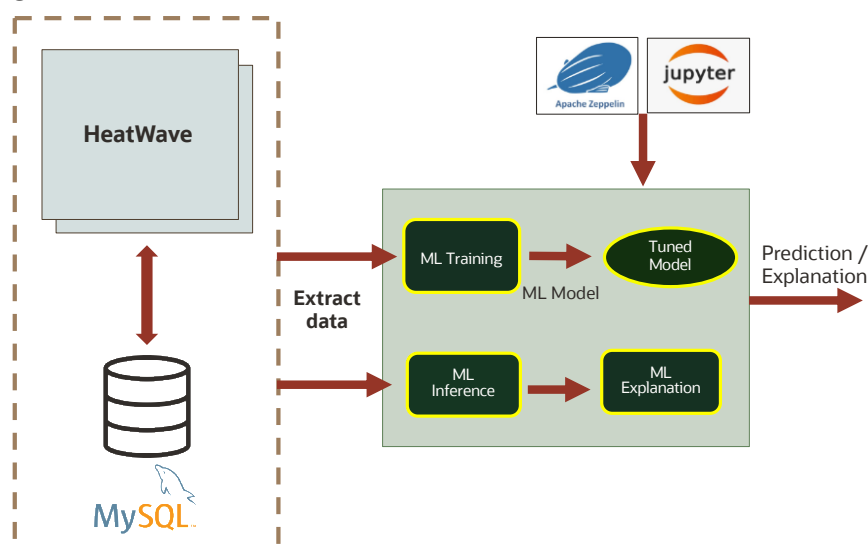 HeatWave
MySQL
Extract
data
Apache Zeppelin
jupyter
ML Training
ML Model
Tuned
Model
ML
Inference
ML
Explanation
Prediction /
Explanation